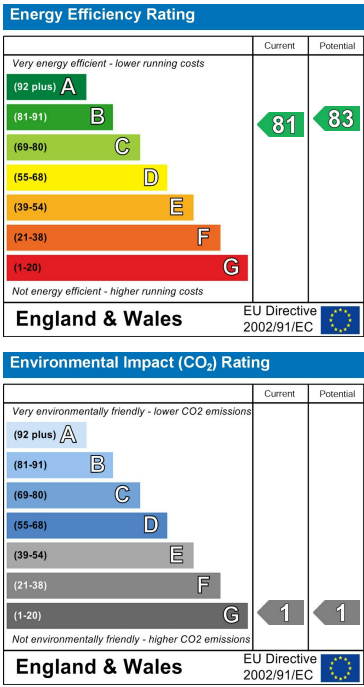 Energy Efficiency Rating
Current Potential
Very energy efficient - lower running costs
(92 plus) A
(81-91) B
81 83
(69-80) C
(55-68) D
(39-54) E
(21-38) F
(1-20) G
Not energy efficient - higher running costs
England & Wales
EU Directive
2002/91/EC
Environmental Impact (CO₂) Rating
Current Potential
Very environmentally friendly - lower CO2 emissions
(92 plus) A
(81-91) B
(69-80) C
(55-68) D
(39-54) E
(21-38) F
(1-20) G 1 1
Not environmentally friendly - higher CO2 emissions
England & Wales
EU Directive
2002/91/EC